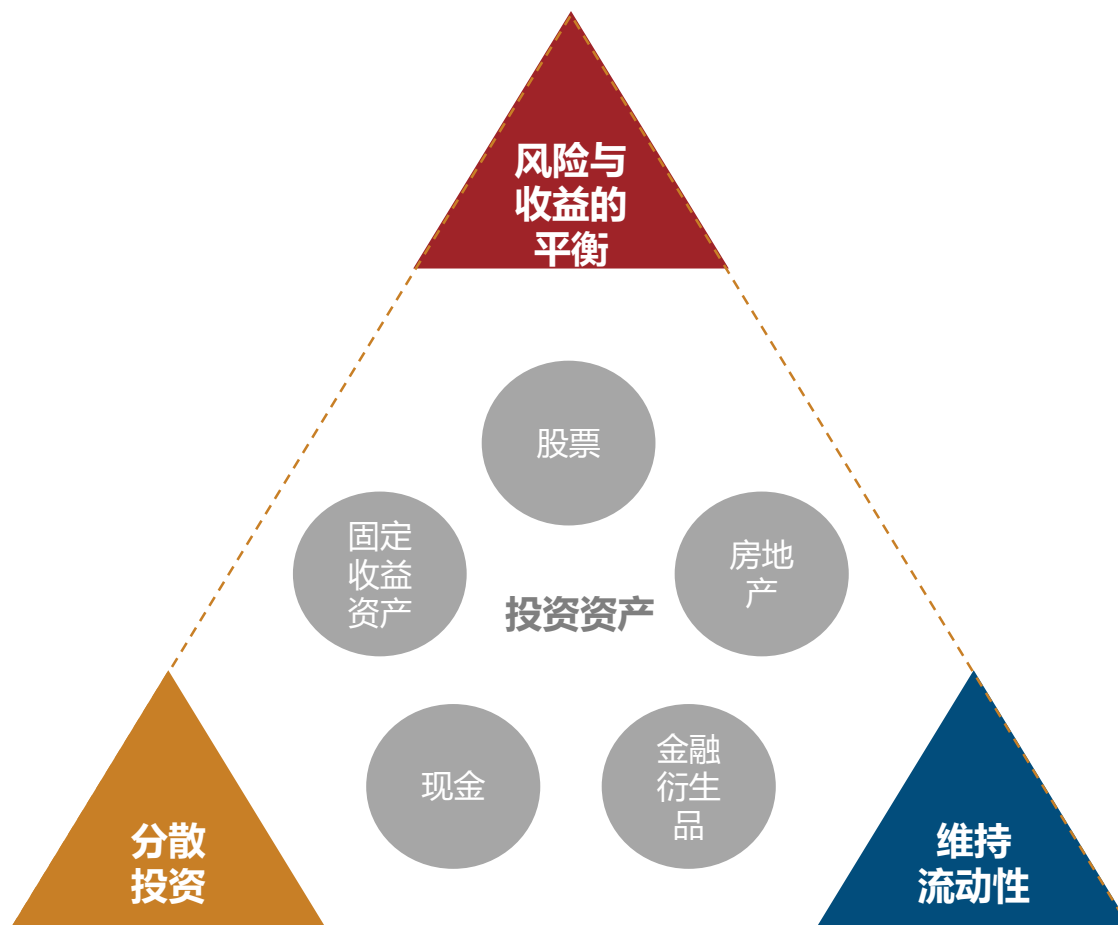 风险与
收益的
平衡
股票
固定
收益
资产
房地
产
投资资产
现金
金融
衍生
品
分散
投资
维持
流动性